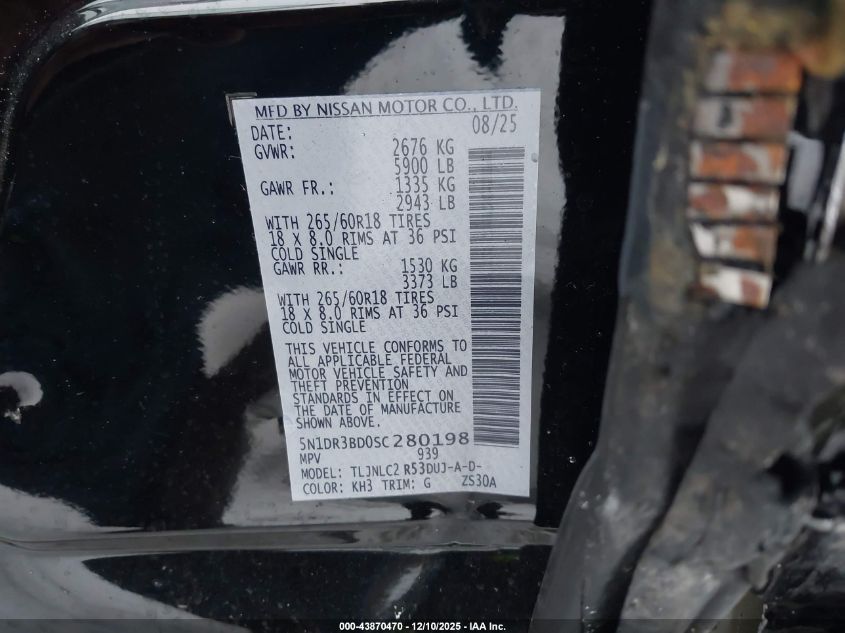 MFD BY NISSAN MOTOR CO., LTD.
DATE: 08/25
GVWR: 2676 KG
5900 LB
GAWR FR.: 1335 KG
2943 LB
WITH 265/60R18 TIRES
18 X 8.0 RIMS AT 36 PSI
COLD SINGLE
GAWR RR.: 1530 KG
3373 LB
WITH 265/60R18 TIRES
18 X 8.0 RIMS AT 36 PSI
COLD SINGLE
THIS VEHICLE CONFORMS TO
ALL APPLICABLE FEDERAL
MOTOR VEHICLE SAFETY AND
THEFT PREVENTION
STANDARDS IN EFFECT ON
THE DATE OF MANUFACTURE
SHOWN ABOVE.
5N1DR3BD0SC280198
MPV 939
MODEL: TLJNLC2 R53DUJ-A-D-
COLOR: KH3 TRIM: G ZS30A
(IMAGE) 00:00:00 - 43870470 - 12/10/2025 - IAA Inc.